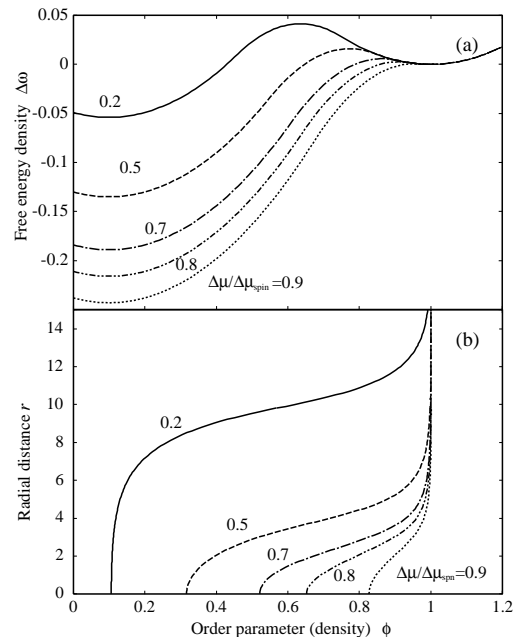 0.05
0
-0.05
-0.1
-0.15
-0.2
Free energy density Δω
(a)
0.2
0.5
0.7
0.8
Δμ/Δμspin=0.9
14
12
10
8
6
4
2
0
Radial distance r
(b)
0.2
0.5
0.7
0.8
Δμ/Δμspn=0.9
0 0.2 0.4 0.6 0.8 1 1.2
Order parameter (density) ϕ